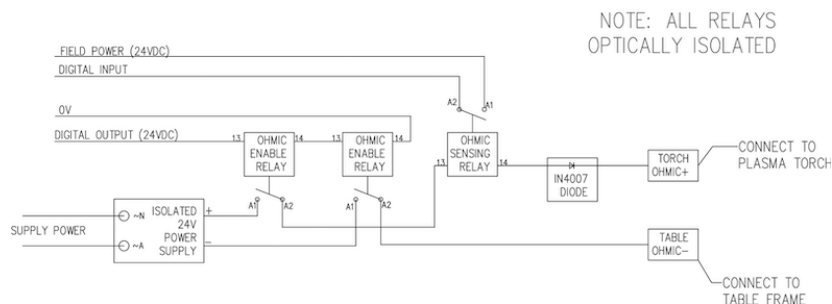 NOTE: ALL RELAYS
OPTICALLY ISOLATED
FIELD POWER (24VDC)
DIGITAL INPUT
A2
A1
0V
DIGITAL OUTPUT (24VDC)
13
OHMIC
ENABLE
RELAY
14
13
OHMIC
ENABLE
RELAY
14
13
OHMIC
SENSING
RELAY
14
IN4007
DIODE
TORCH
OHMIC+
CONNECT TO
PLASMA TORCH
A1
A2
A1
A2
SUPPLY POWER
~N
~A
ISOLATED
24V
POWER
SUPPLY
+
-
TABLE
OHMIC-
CONNECT TO
TABLE FRAME